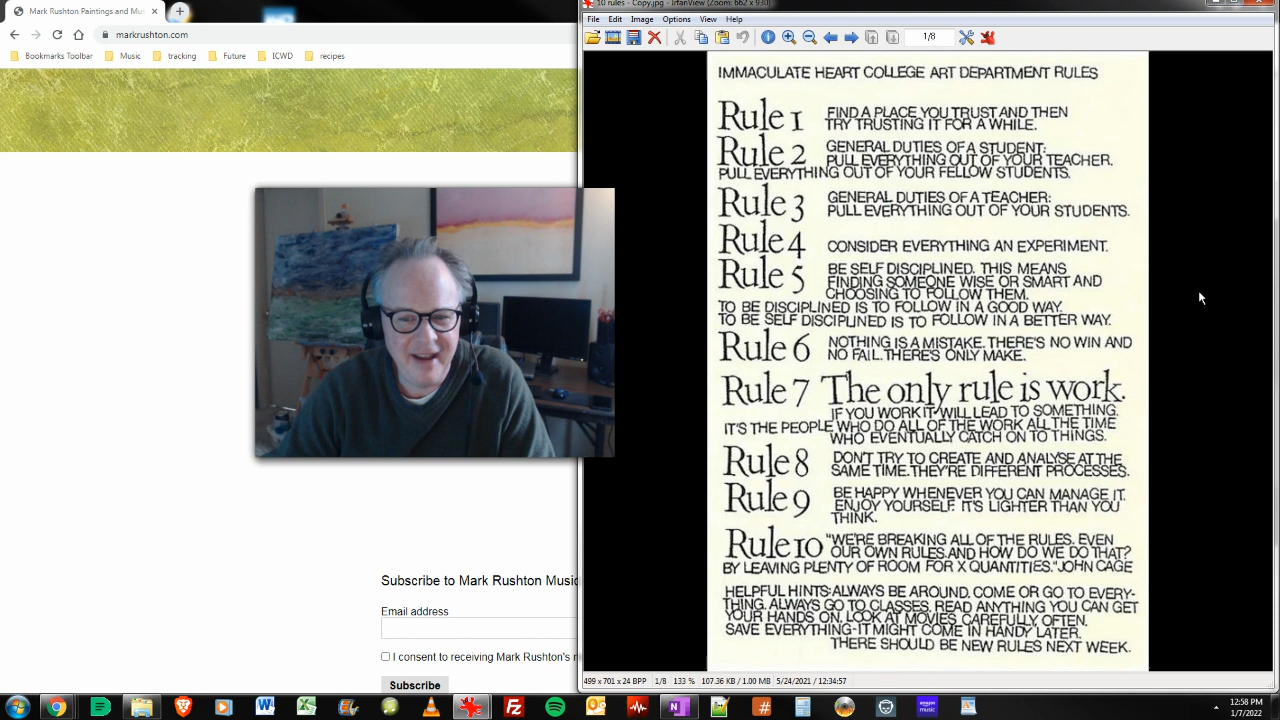 Mark Rushton Paintings and Mus
markrushton.com
Bookmarks Toolbar
Music
tracking
Future
ICWD
recipes
Subscribe to Mark Rushton Music
Email address
I consent to receiving Mark Rushton's
Subscribe
10 rules - Copy.jpg - IrfanView (Zoom: 662 x 930)
File Edit Image Options View Help
1/8
IMMACULATE HEART COLLEGE ART DEPARTMENT RULES
Rule 1 FIND A PLACE YOU TRUST AND THEN
TRY TRUSTING IT FOR A WHILE.
Rule 2 GENERAL DUTIES OF A STUDENT:
PULL EVERYTHING OUT OF YOUR TEACHER.
PULL EVERYTHING OUT OF YOUR FELLOW STUDENTS.
Rule 3 GENERAL DUTIES OF A TEACHER:
PULL EVERYTHING OUT OF YOUR STUDENTS.
Rule 4 CONSIDER EVERYTHING AN EXPERIMENT.
Rule 5 BE SELF DISCIPLINED. THIS MEANS
FINDING SOMEONE WISE OR SMART AND
CHOOSING TO FOLLOW THEM.
TO BE DISCIPLINED IS TO FOLLOW IN A GOOD WAY.
TO BE SELF DISCIPLINED IS TO FOLLOW IN A BETTER WAY.
Rule 6 NOTHING IS A MISTAKE. THERE'S NO WIN AND
NO FAIL. THERE'S ONLY MAKE.
Rule 7 The only rule is work.
IF YOU WORK IT WILL LEAD TO SOMETHING.
IT'S THE PEOPLE WHO DO ALL OF THE WORK ALL THE TIME
WHO EVENTUALLY CATCH ON TO THINGS.
Rule 8 DON'T TRY TO CREATE AND ANALYSE AT THE
SAME TIME. THEY'RE DIFFERENT PROCESSES.
Rule 9 BE HAPPY WHENEVER YOU CAN MANAGE IT.
ENJOY YOURSELF. IT'S LIGHTER THAN YOU
THINK.
Rule 10 "WE'RE BREAKING ALL OF THE RULES. EVEN
OUR OWN RULES. AND HOW DO WE DO THAT?
BY LEAVING PLENTY OF ROOM FOR X QUANTITIES." JOHN CAGE
HELPFUL HINTS: ALWAYS BE AROUND. COME OR GO TO EVERY-
THING. ALWAYS GO TO CLASSES. READ ANYTHING YOU CAN GET
YOUR HANDS ON. LOOK AT MOVIES CAREFULLY, OFTEN.
SAVE EVERYTHING-IT MIGHT COME IN HANDY LATER.
THERE SHOULD BE NEW RULES NEXT WEEK.
499 x 701 x 24 BPP 1/8 133 % 107.36 KB / 1.00 MB 5/24/2021 / 12:34:57
amazon music
12:58 PM
1/7/2022